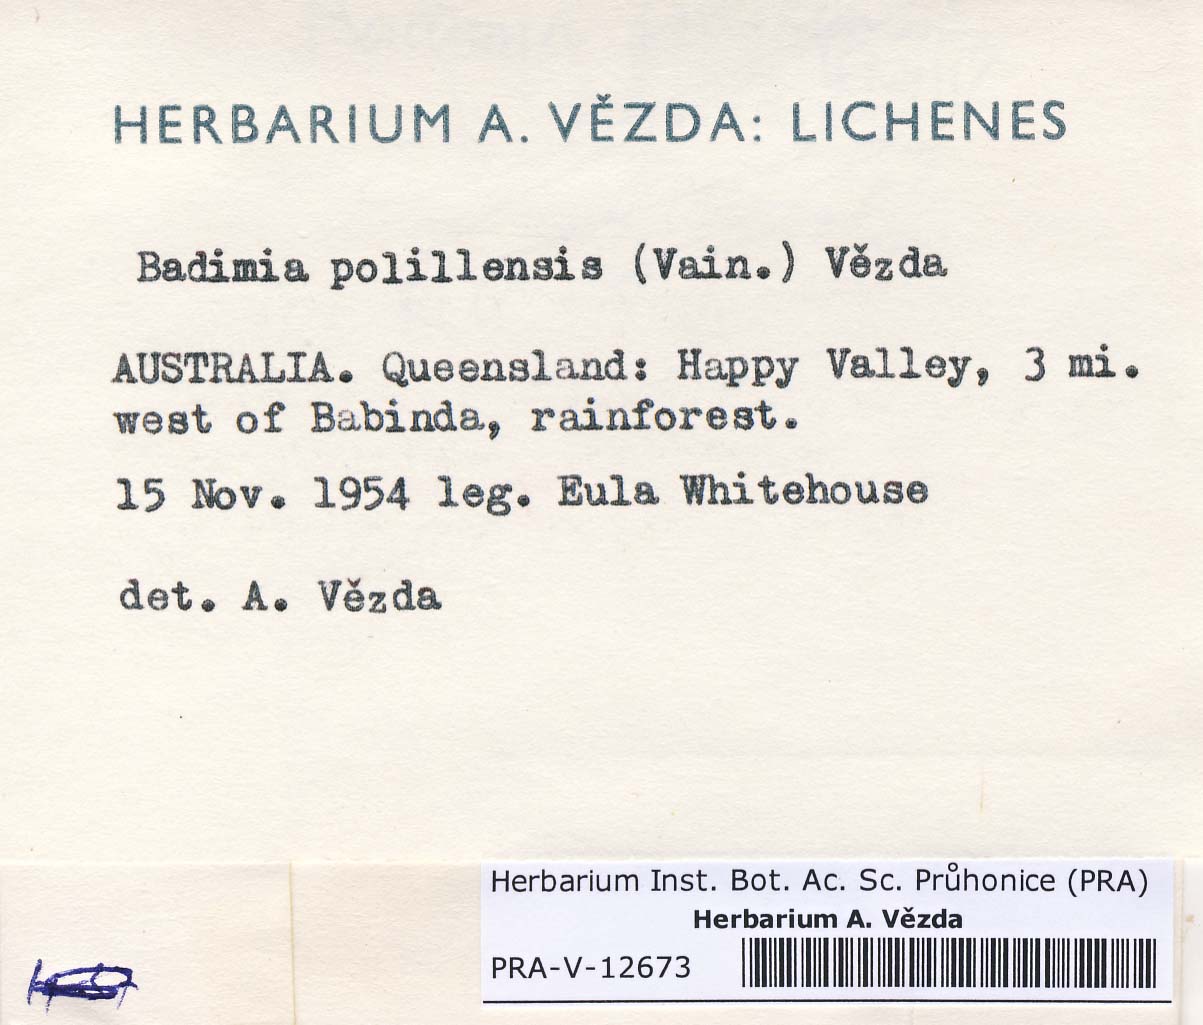 HERBARIUM A. VĚZDA: LICHENES
Badimia polillensis (Vain.) Vězda
AUSTRALIA. Queensland: Happy Valley, 3 mi.
west of Babinda, rainforest.
15 Nov. 1954 leg. Eula Whitehouse
det. A. Vězda
Herbarium Inst. Bot. Ac. Sc. Průhonice (PRA)
Herbarium A. Vězda
PRA-V-12673